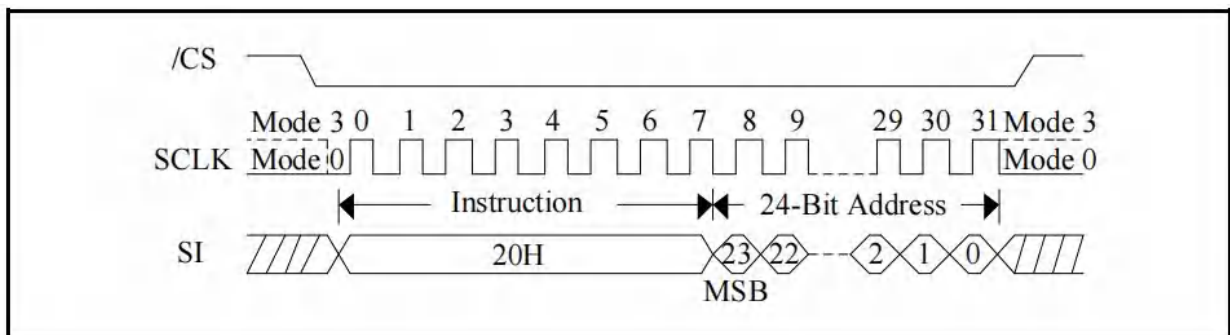 /CS
Mode 3 0 1 2 3 4 5 6 7 8 9 29 30 31 Mode 3
SCLK Mode 0 Mode 0
Instruction 24-Bit Address
SI 20H 23 22 2 1 0
MSB